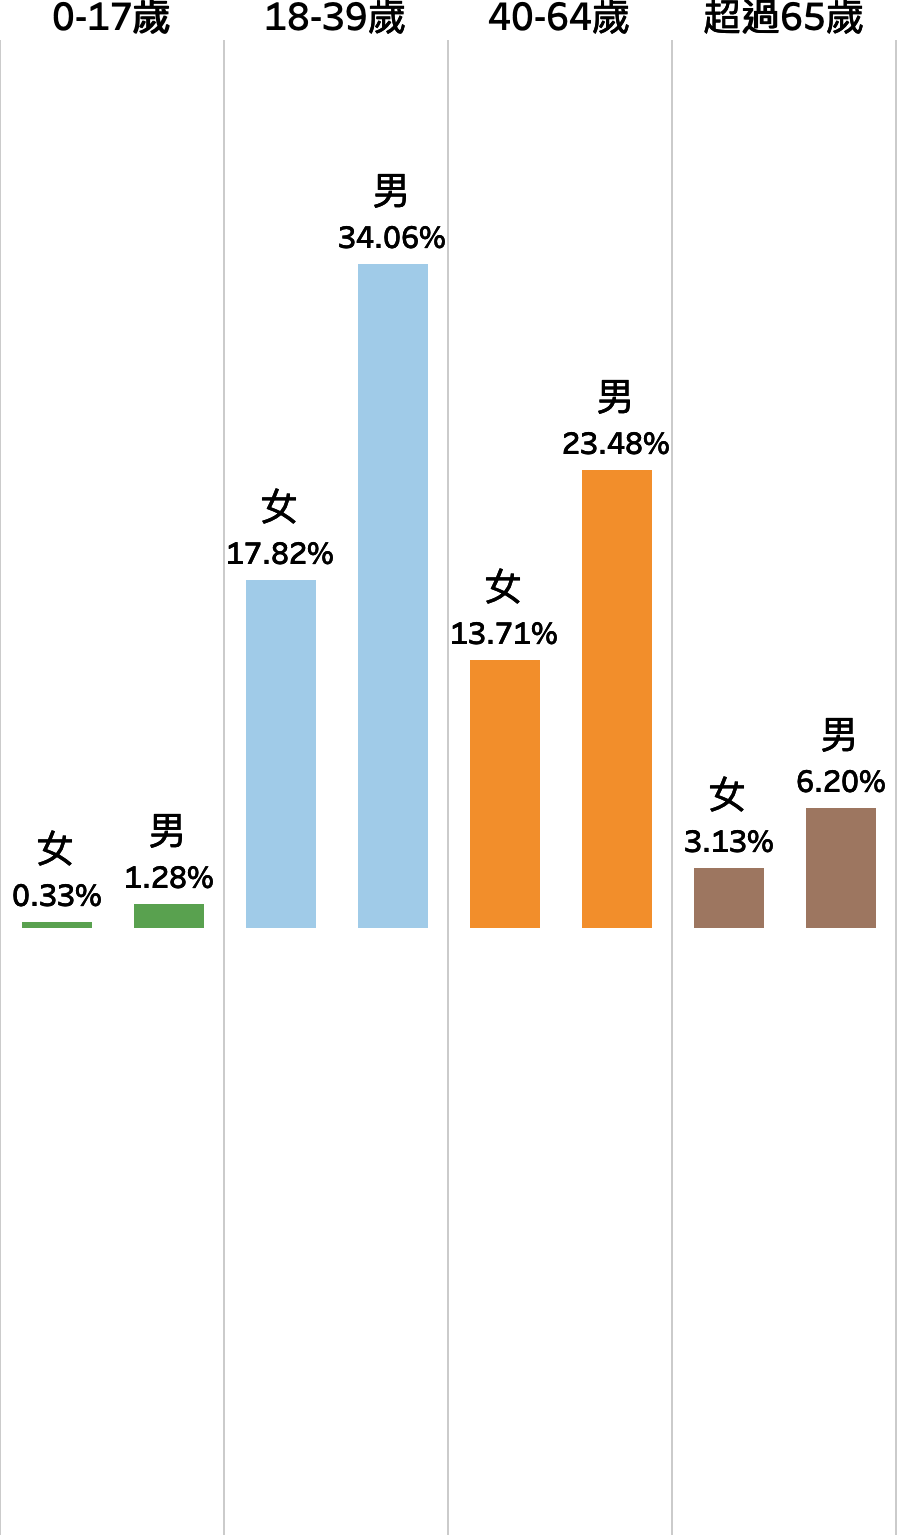 0-17歲
18-39歲
40-64歲
超過65歲
女
0.33%
男
1.28%
女
17.82%
男
34.06%
女
13.71%
男
23.48%
女
3.13%
男
6.20%